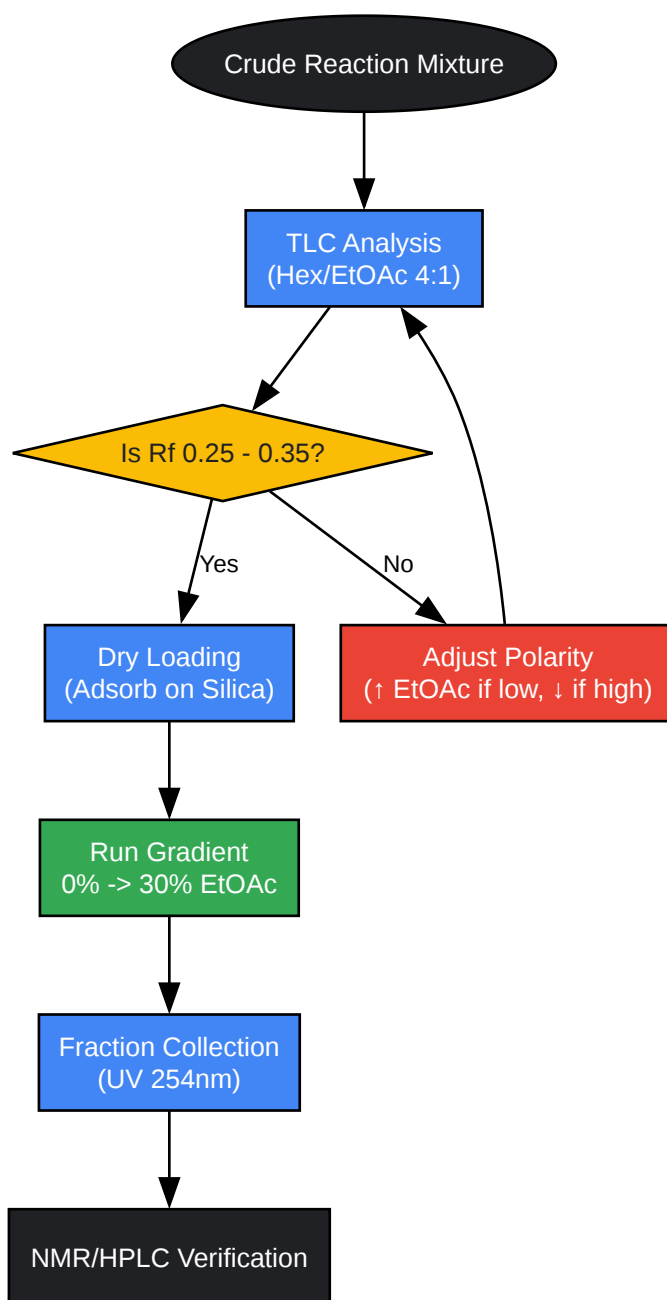 Crude Reaction Mixture
TLC Analysis
(Hex/EtOAc 4:1)
Is Rf 0.25 - 0.35?
Yes
No
Dry Loading
(Adsorb on Silica)
Adjust Polarity
(↑ EtOAc if low, ↓ if high)
Run Gradient
0% -> 30% EtOAc
Fraction Collection
(UV 254nm)
NMR/HPLC Verification